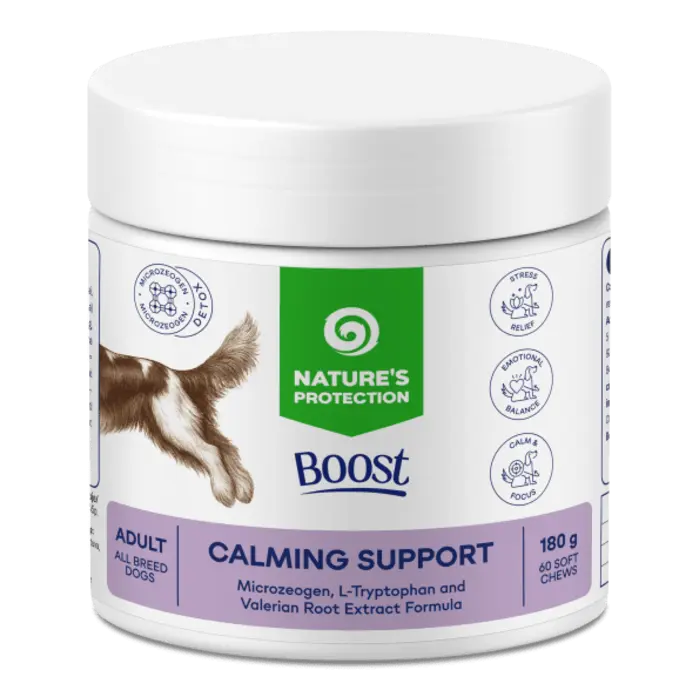 MICROZEOGEN
MICROZEOGEN
DETOX
NATURE'S
PROTECTION
Boost
STRESS
RELIEF
EMOTIONAL
BALANCE
CALM &
FOCUS
ADULT
ALL BREED
DOGS
CALMING SUPPORT
Microzeogen, L-Tryptophan and
Valerian Root Extract Formula
180 g
60 SOFT
CHEWS